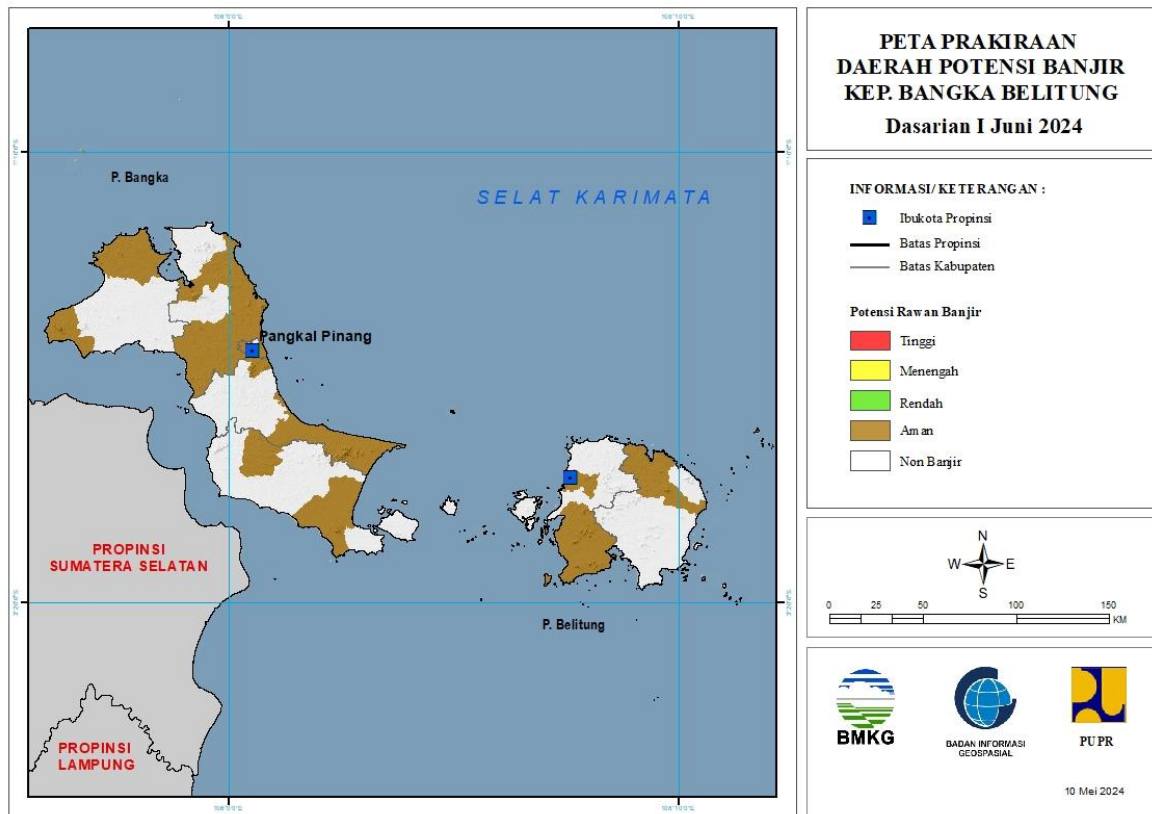 PETA PRAKIRAAN
DAERAH POTENSI BANJIR
KEP. BANGKA BELITUNG
Dasarian I Juni 2024
P. Bangka
SELAT KARIMATA
Pangkal Pinang
PROPINSI
SUMATERA SELATAN
P. Belitung
PROPINSI
LAMPUNG
INFORMASI/ KETERANGAN :
Ibukota Propinsi
Batas Propinsi
Batas Kabupaten
Potensi Rawan Banjir
Tinggi
Menengah
Rendah
Aman
Non Banjir
N
W E
S
0 25 50 100 150
KM
BMKG
BADAN INFORMASI
GEOSPASIAL
PUPR
10 Mei 2024